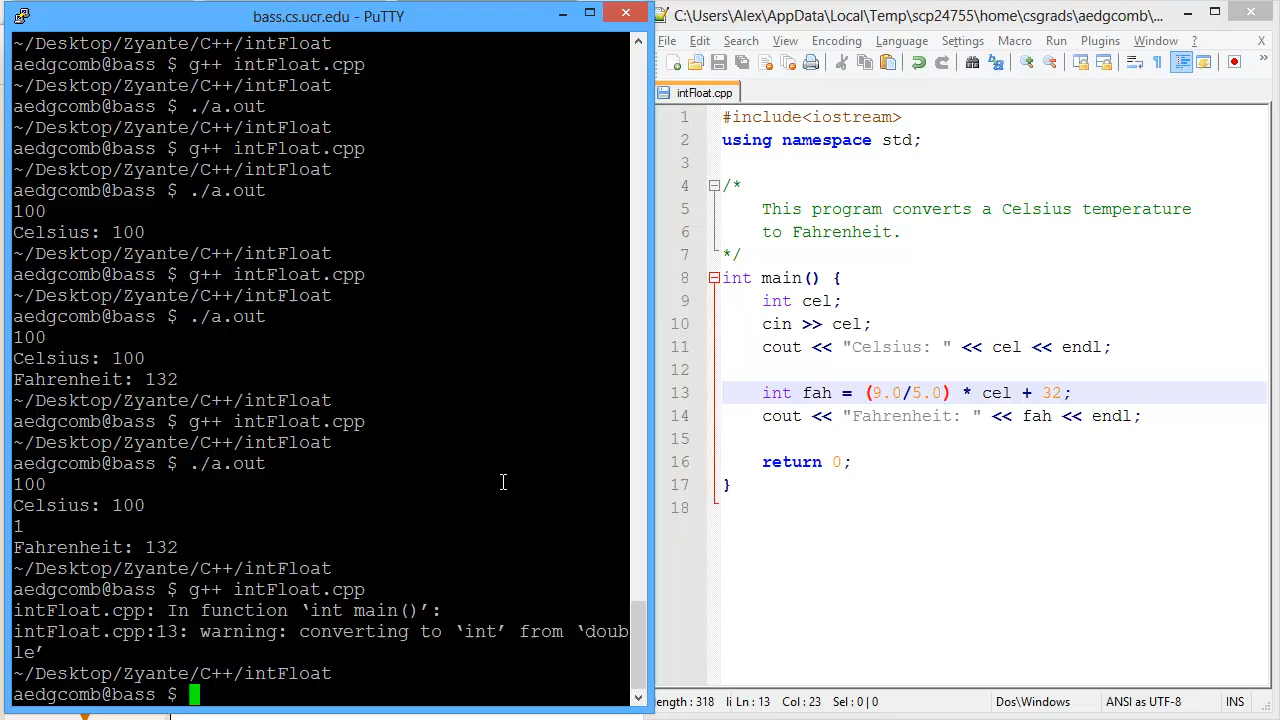 bass.cs.ucr.edu - PuTTY
~/Desktop/Zyante/C++/intFloat
aedgcomb@bass $ g++ intFloat.cpp
~/Desktop/Zyante/C++/intFloat
aedgcomb@bass $ ./a.out
~/Desktop/Zyante/C++/intFloat
aedgcomb@bass $ g++ intFloat.cpp
~/Desktop/Zyante/C++/intFloat
aedgcomb@bass $ ./a.out
100
Celsius: 100
~/Desktop/Zyante/C++/intFloat
aedgcomb@bass $ g++ intFloat.cpp
~/Desktop/Zyante/C++/intFloat
aedgcomb@bass $ ./a.out
100
Celsius: 100
Fahrenheit: 132
~/Desktop/Zyante/C++/intFloat
aedgcomb@bass $ g++ intFloat.cpp
~/Desktop/Zyante/C++/intFloat
aedgcomb@bass $ ./a.out
100
Celsius: 100
1
Fahrenheit: 132
~/Desktop/Zyante/C++/intFloat
aedgcomb@bass $ g++ intFloat.cpp
intFloat.cpp: In function ‘int main()’:
intFloat.cpp:13: warning: converting to ‘int’ from ‘doub
le’
~/Desktop/Zyante/C++/intFloat
aedgcomb@bass $
C:\Users\Alex\AppData\Local\Temp\scp24755\home\csgrads\aedgcomb\...
File Edit Search View Encoding Language Settings Macro Run Plugins Window ? X
intFloat.cpp
1 #include<iostream>
2 using namespace std;
3
4 /*
5 This program converts a Celsius temperature
6 to Fahrenheit.
7 */
8 int main() {
9 int cel;
10 cin >> cel;
11 cout << "Celsius: " << cel << endl;
12
13 int fah = (9.0/5.0) * cel + 32;
14 cout << "Fahrenheit: " << fah << endl;
15
16 return 0;
17 }
18
ength : 318 li Ln : 13 Col : 23 Sel : 0 | 0 Dos\Windows ANSI as UTF-8 INS